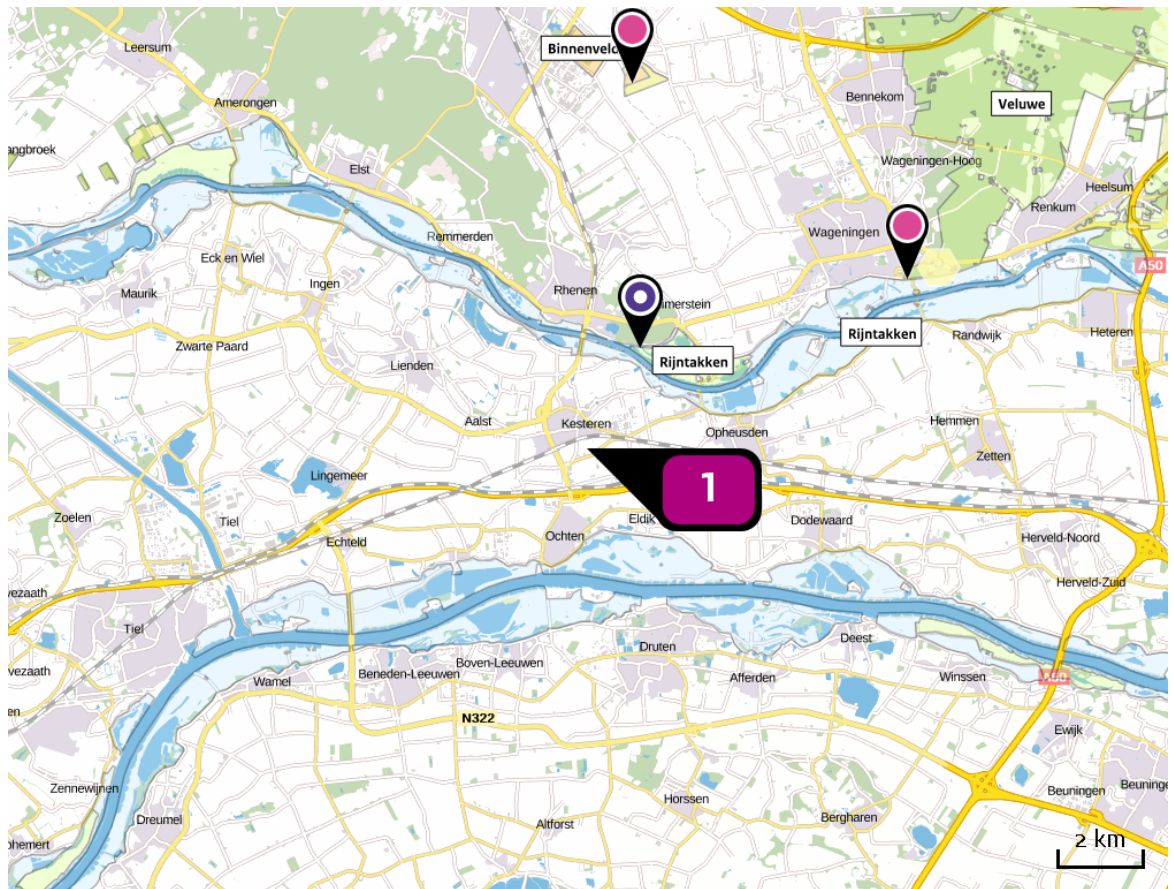 Leersum
Binnenveld
Bennekom
Veluwe
Amerongen
angbroek
Elst
Wageningen-Hoog
Heelsum
Renkum
Remmerden
Wageningen
Eck en Wiel
A50
Ingen
Rhenen
Maurik
Rijntakken
Randwijk
Heteren
Zwarte Paard
Rijntakken
Lienden
Aalst
Kesteren
Opheusden
Hemmen
Zetten
Lingemeer
1
Zoelen
Tiel
Eldik
Dodewaard
Echteld
Ochten
Herveld-Noord
Herveld-Zuid
vezaath
Tiel
Druten
Deest
Boven-Leeuwen
vezaath
Wamel
Beneden-Leeuwen
Afferden
Winssen
A50
en
N322
Ewijk
Zennewijnen
Horssen
Beuningen
Beuninge
Dreumel
Altforst
Bergharen
2 km
ophemert